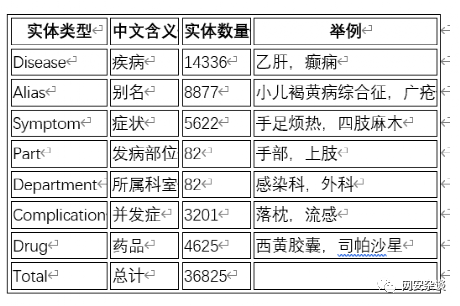 实体类型 中文含义 实体数量 举例
Disease 疾病 14336 乙肝，癫痫
Alias 别名 8877 小儿褐黄病综合征，广疮
Symptom 症状 5622 手足烦热，四肢麻木
Part 发病部位 82 手部，上肢
Department 所属科室 82 感染科，外科
Complication 并发症 3201 落枕，流感
Drug 药品 4625 西黄胶囊，司帕沙星
Total 总计 36825
网安杂谈